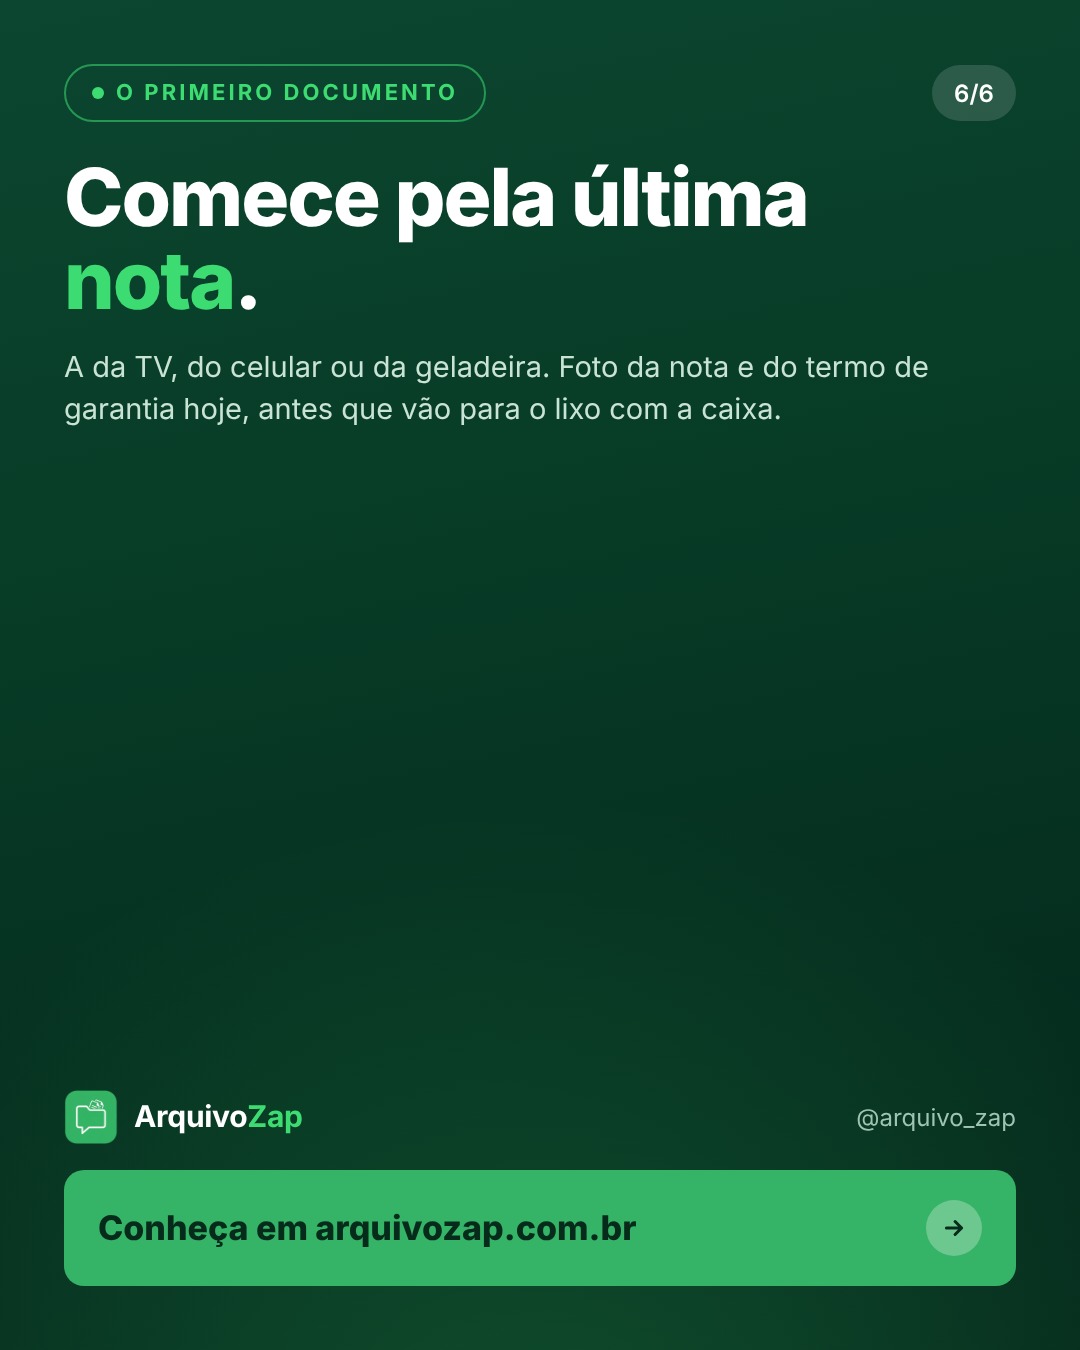 O PRIMEIRO DOCUMENTO
6/6
Comece pela última
nota.
A da TV, do celular ou da geladeira. Foto da nota e do termo de
garantia hoje, antes que vão para o lixo com a caixa.
ArquivoZap
@arquivo_zap
Conheça em arquivozap.com.br